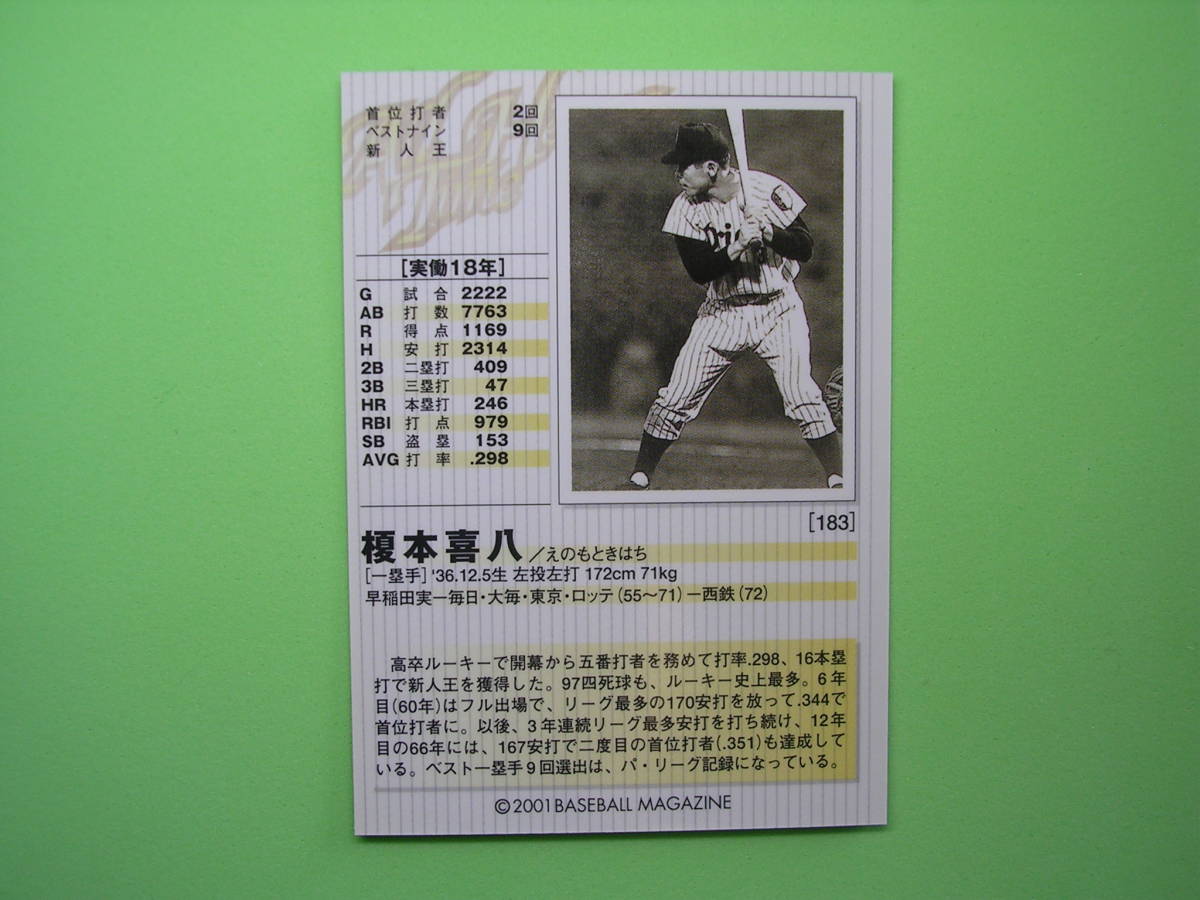 首位打者 2回
ベストナイン 9回
新人王
[実働18年]
G 試合 2222
AB 打数 7763
R 得点 1169
H 安打 2314
2B 二塁打 409
3B 三塁打 47
HR 本塁打 246
RBI 打点 979
SB 盗塁 153
AVG 打率 .298
[183]
榎本喜八/えのもときはち
[一塁手] '36.12.5生 左投左打 172cm 71kg
早稲田実ー毎日・大毎・東京・ロッテ(55〜71)ー西鉄(72)
高卒ルーキーで開幕から五番打者を務めて打率.298、16本塁
打で新人王を獲得した。97四死球も、ルーキー史上最多。6年
目(60年)はフル出場で、リーグ最多の170安打を放って.344で
首位打者に。以後、3年連続リーグ最多安打を打ち続け、12年
目の66年には、167安打で二度目の首位打者(.351)も達成して
いる。ベスト一塁手9回選出は、パ・リーグ記録になっている。
©2001 BASEBALL MAGAZINE